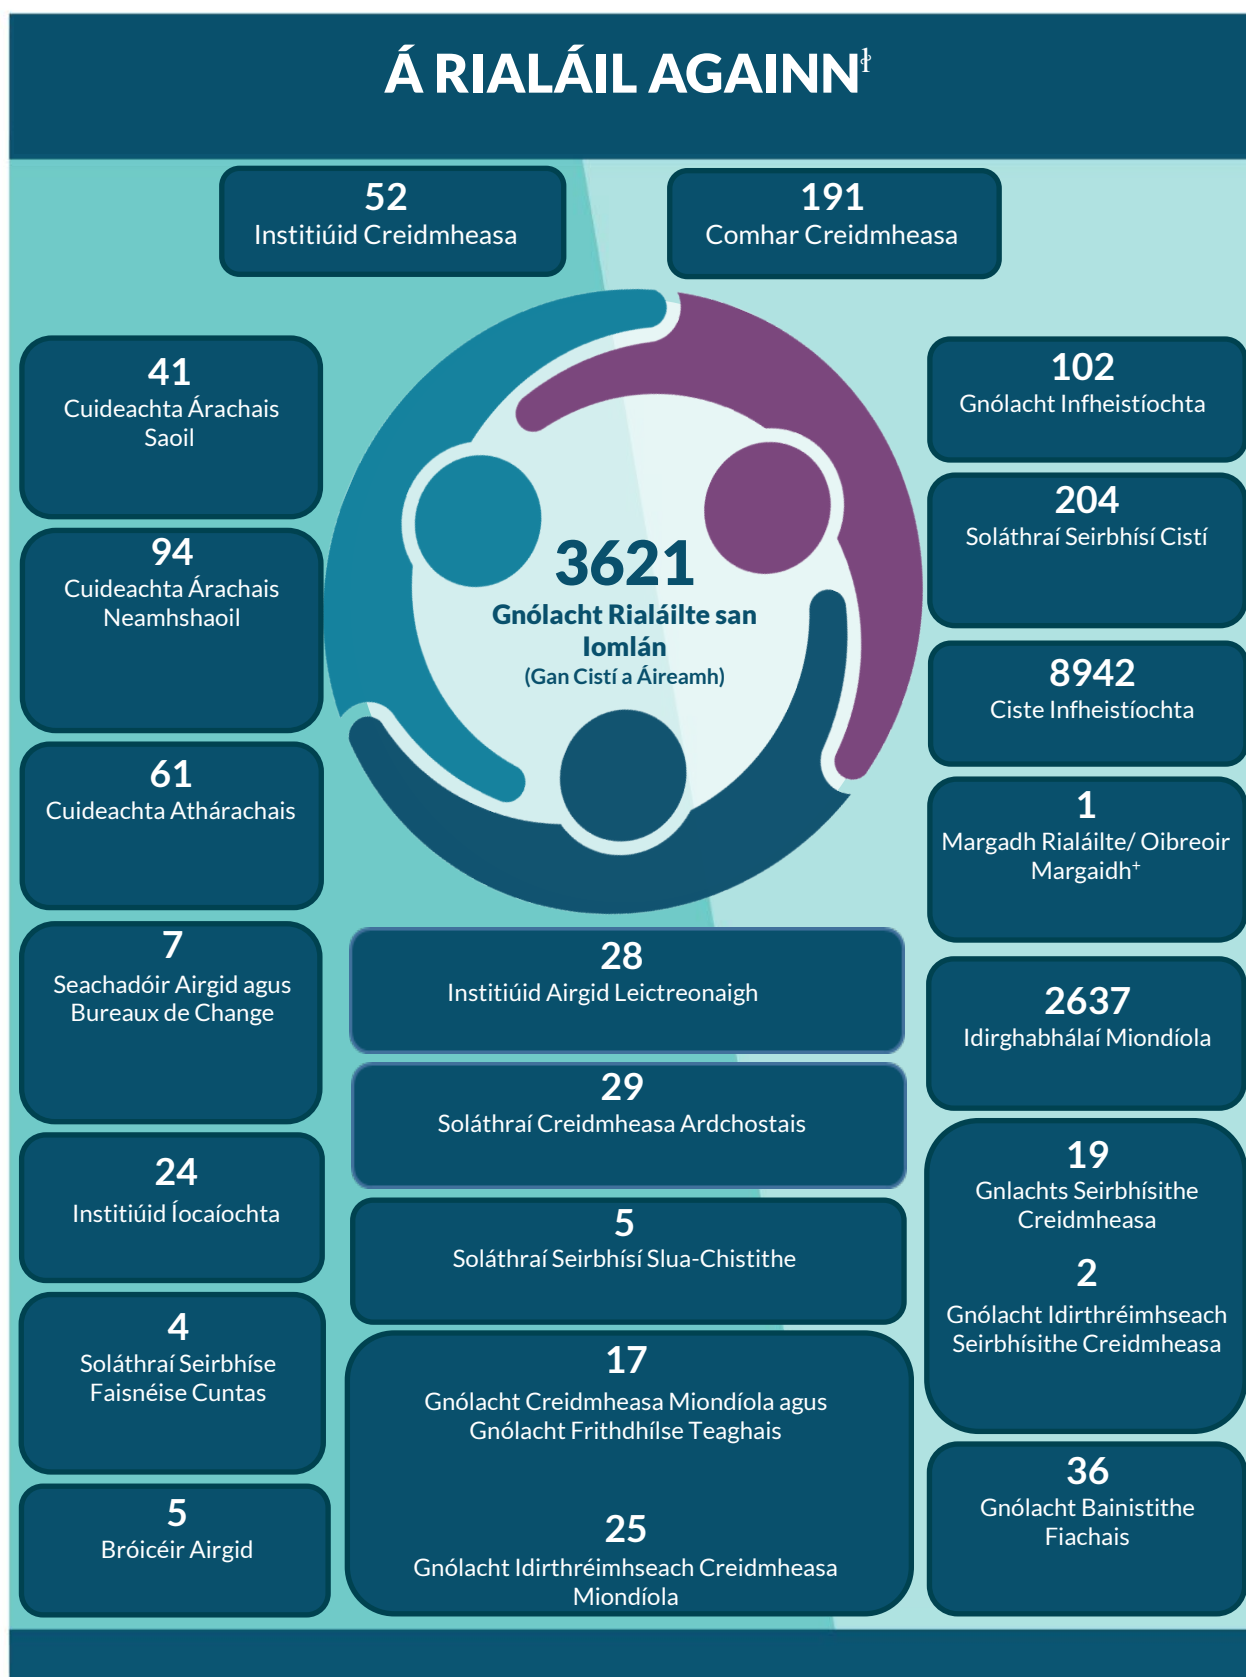 Á RIALÁIL AGAINN
52
Institiúid Creidmheasa
191
Comhar Creidmheasa
41
Cuideachta Árachais
Saoil
94
Cuideachta Árachais
Neamhshaoil
61
Cuideachta Athárachais
7
Seachadóir Airgid agus
Bureaux de Change
24
Institiúid Íocaíochta
4
Soláthraí Seirbhíse
Faisnéise Cuntas
5
Bróicéir Airgid
3621
Gnólacht Rialáilte san
Iomlán
(Gan Cistí a Áireamh)
28
Institiúid Airgid Leictreonaigh
29
Soláthraí Creidmheasa Ardchostais
5
Soláthraí Seirbhísí Slua-Chistithe
17
Gnólacht Creidmheasa Miondíola agus
Gnólacht Frithdhílse Teaghais
25
Gnólacht Idirthréimhseach Creidmheasa
Miondíola
102
Gnólacht Infheistíochta
204
Soláthraí Seirbhísí Cistí
8942
Ciste Infheistíochta
1
Margadh Rialáilte/ Oibreoir
Margaidh+
2637
Idirghabhálaí Miondíola
19
Gnlachts Seirbhísithe
Creidmheasa
2
Gnólacht Idirthréimhseach
Seirbhísithe Creidmheasa
36
Gnólacht Bainistithe
Fiachais